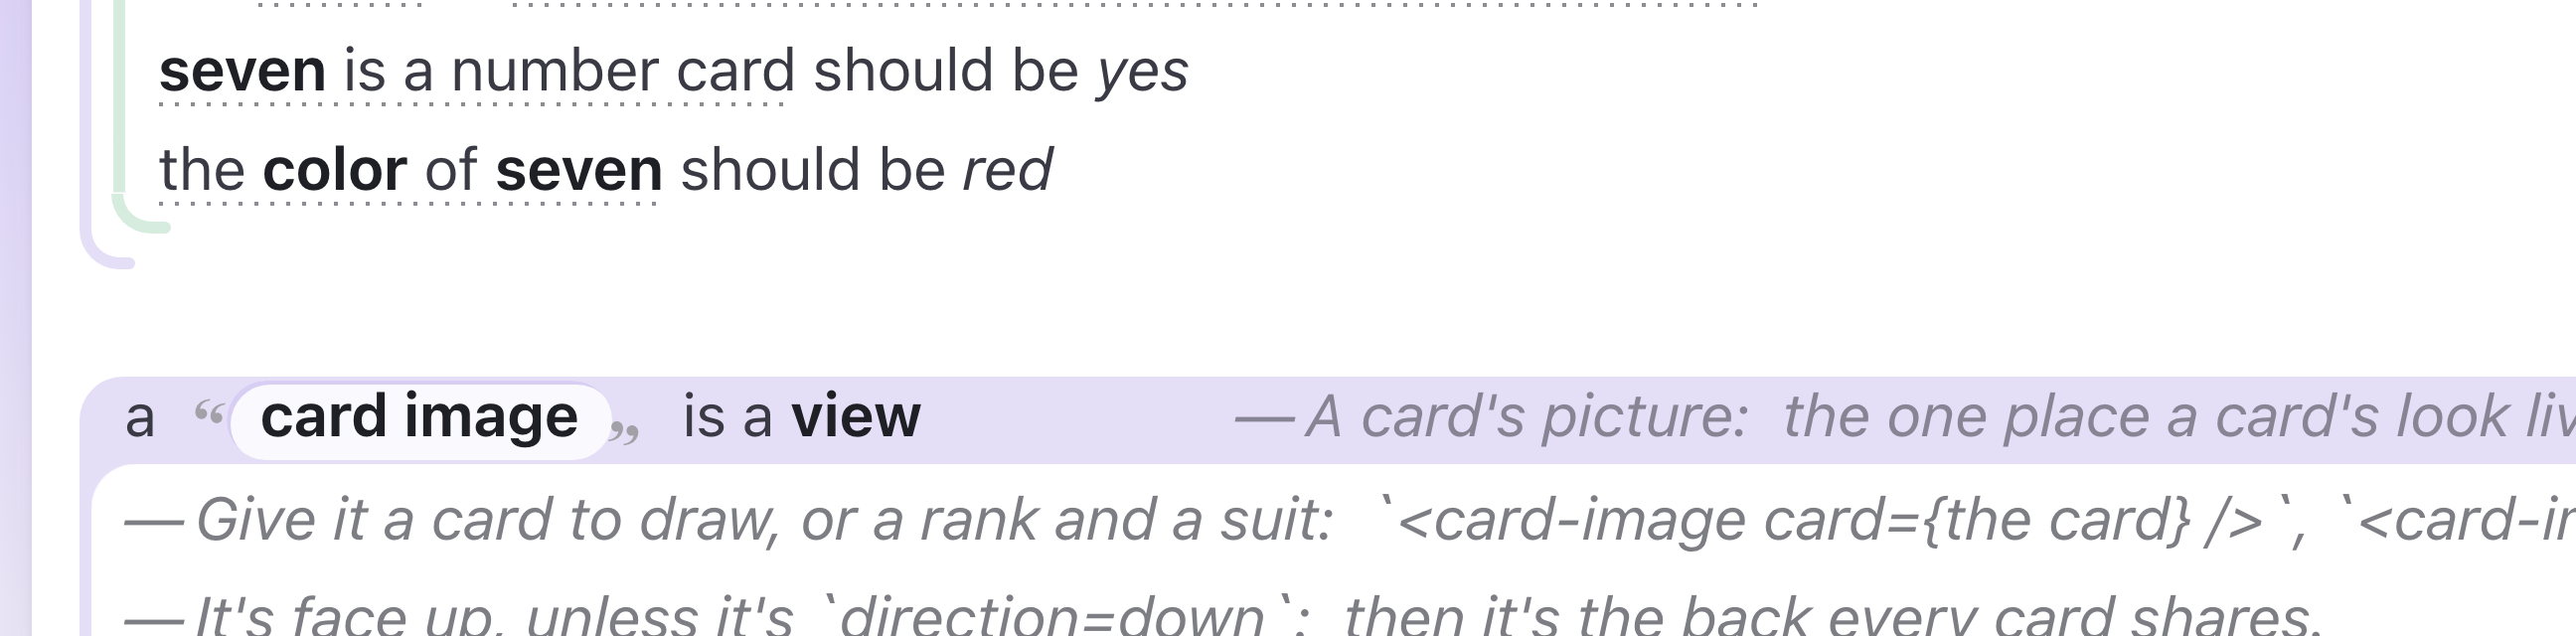 seven is a number card should be yes
the color of seven should be red
a “card image” is a view — A card's picture: the one place a card's look
— Give it a card to draw, or a rank and a suit: `<card-image card={the card} />`, `
— It's face up, unless it's `direction=down`: then it's the back every card shares.